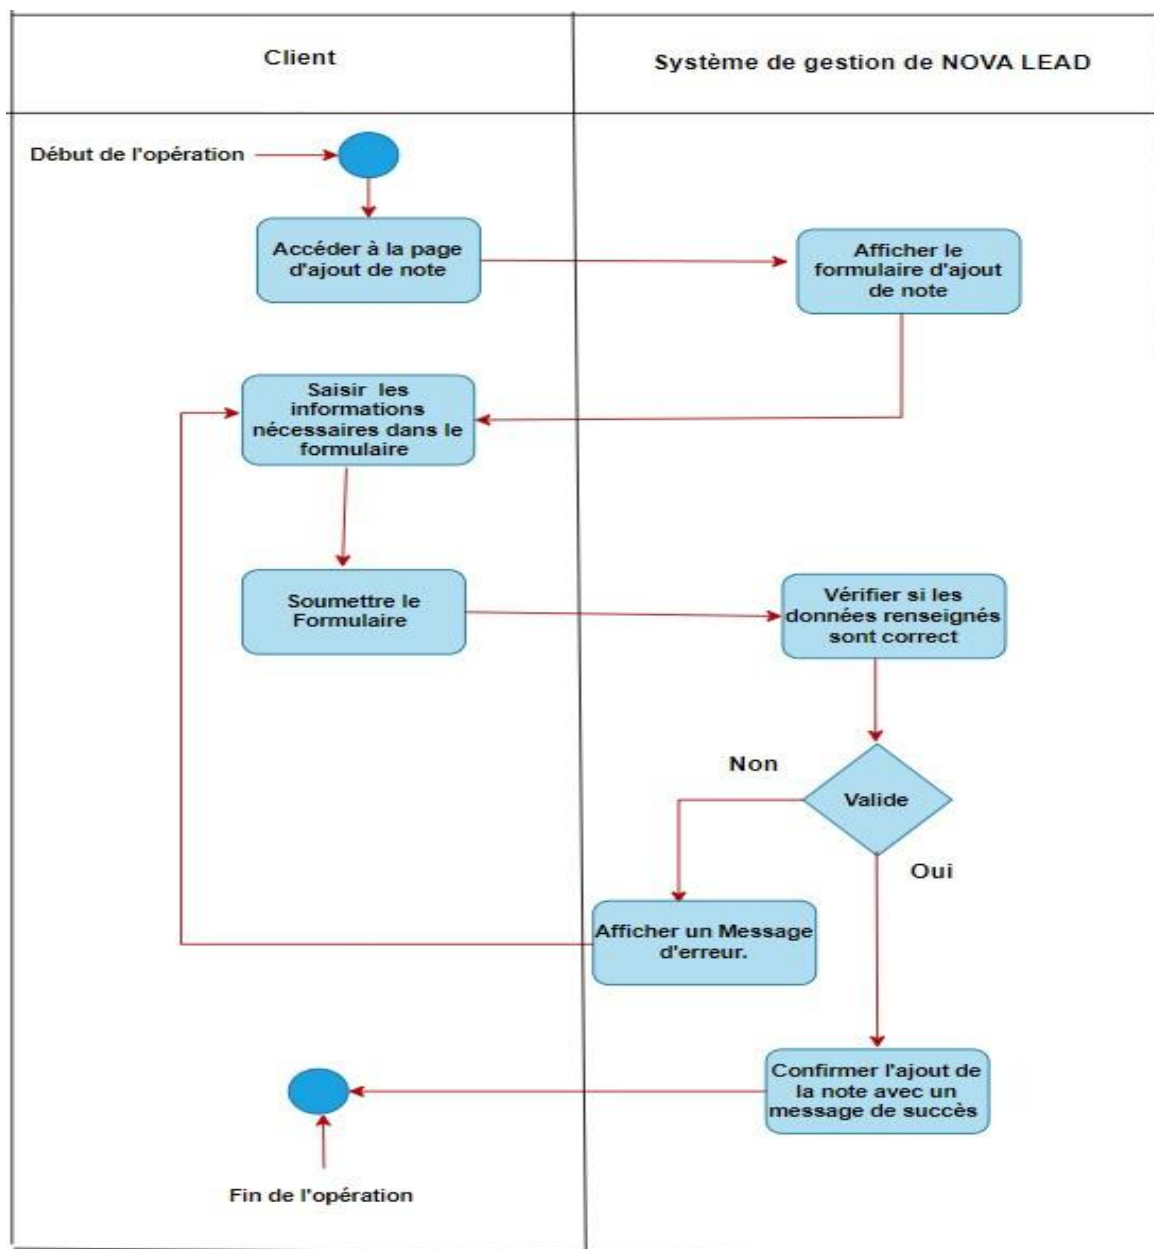 Client
Système de gestion de NOVA LEAD
Début de l'opération
Accéder à la page
d'ajout de note
Afficher le
formulaire d'ajout
de note
Saisir les
informations
nécessaires dans le
formulaire
Soumettre le
Formulaire
Vérifier si les
données renseignés
sont correct
Non
Valide
Oui
Afficher un Message
d'erreur.
Confirmer l'ajout de
la note avec un
message de succès
Fin de l'opération